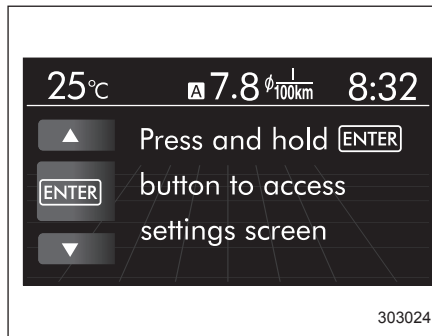 25°C A 7.8 ϕ l/100km 8:32
Press and hold ENTER
ENTER button to access
settings screen
303024